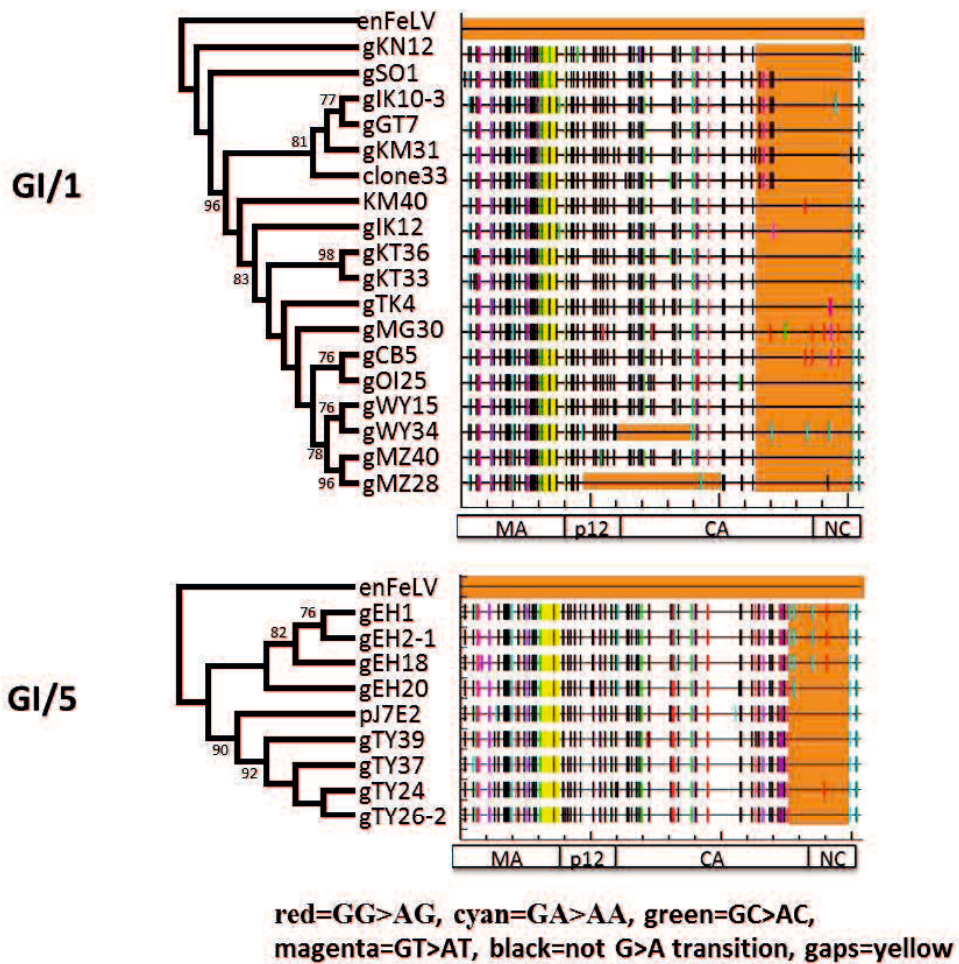 enFeLV
gKN12
gSO1
gIK10-3
77
gGT7
81
gKM31
clone33
GI/1
96
KM40
gIK12
83
98
gKT36
gKT33
gTK4
gMG30
76
gCB5
gOI25
76
gWY15
gWY34
78
gMZ40
96
gMZ28
MA p12 CA NC
enFeLV
76
gEH1
82
gEH2-1
gEH18
GI/5
gEH20
pJ7E2
90
gTY39
92
gTY37
gTY24
gTY26-2
MA p12 CA NC
red=GG>AG, cyan=GA>AA, green=GC>AC,
magenta=GT>AT, black=not G>A transition, gaps=yellow